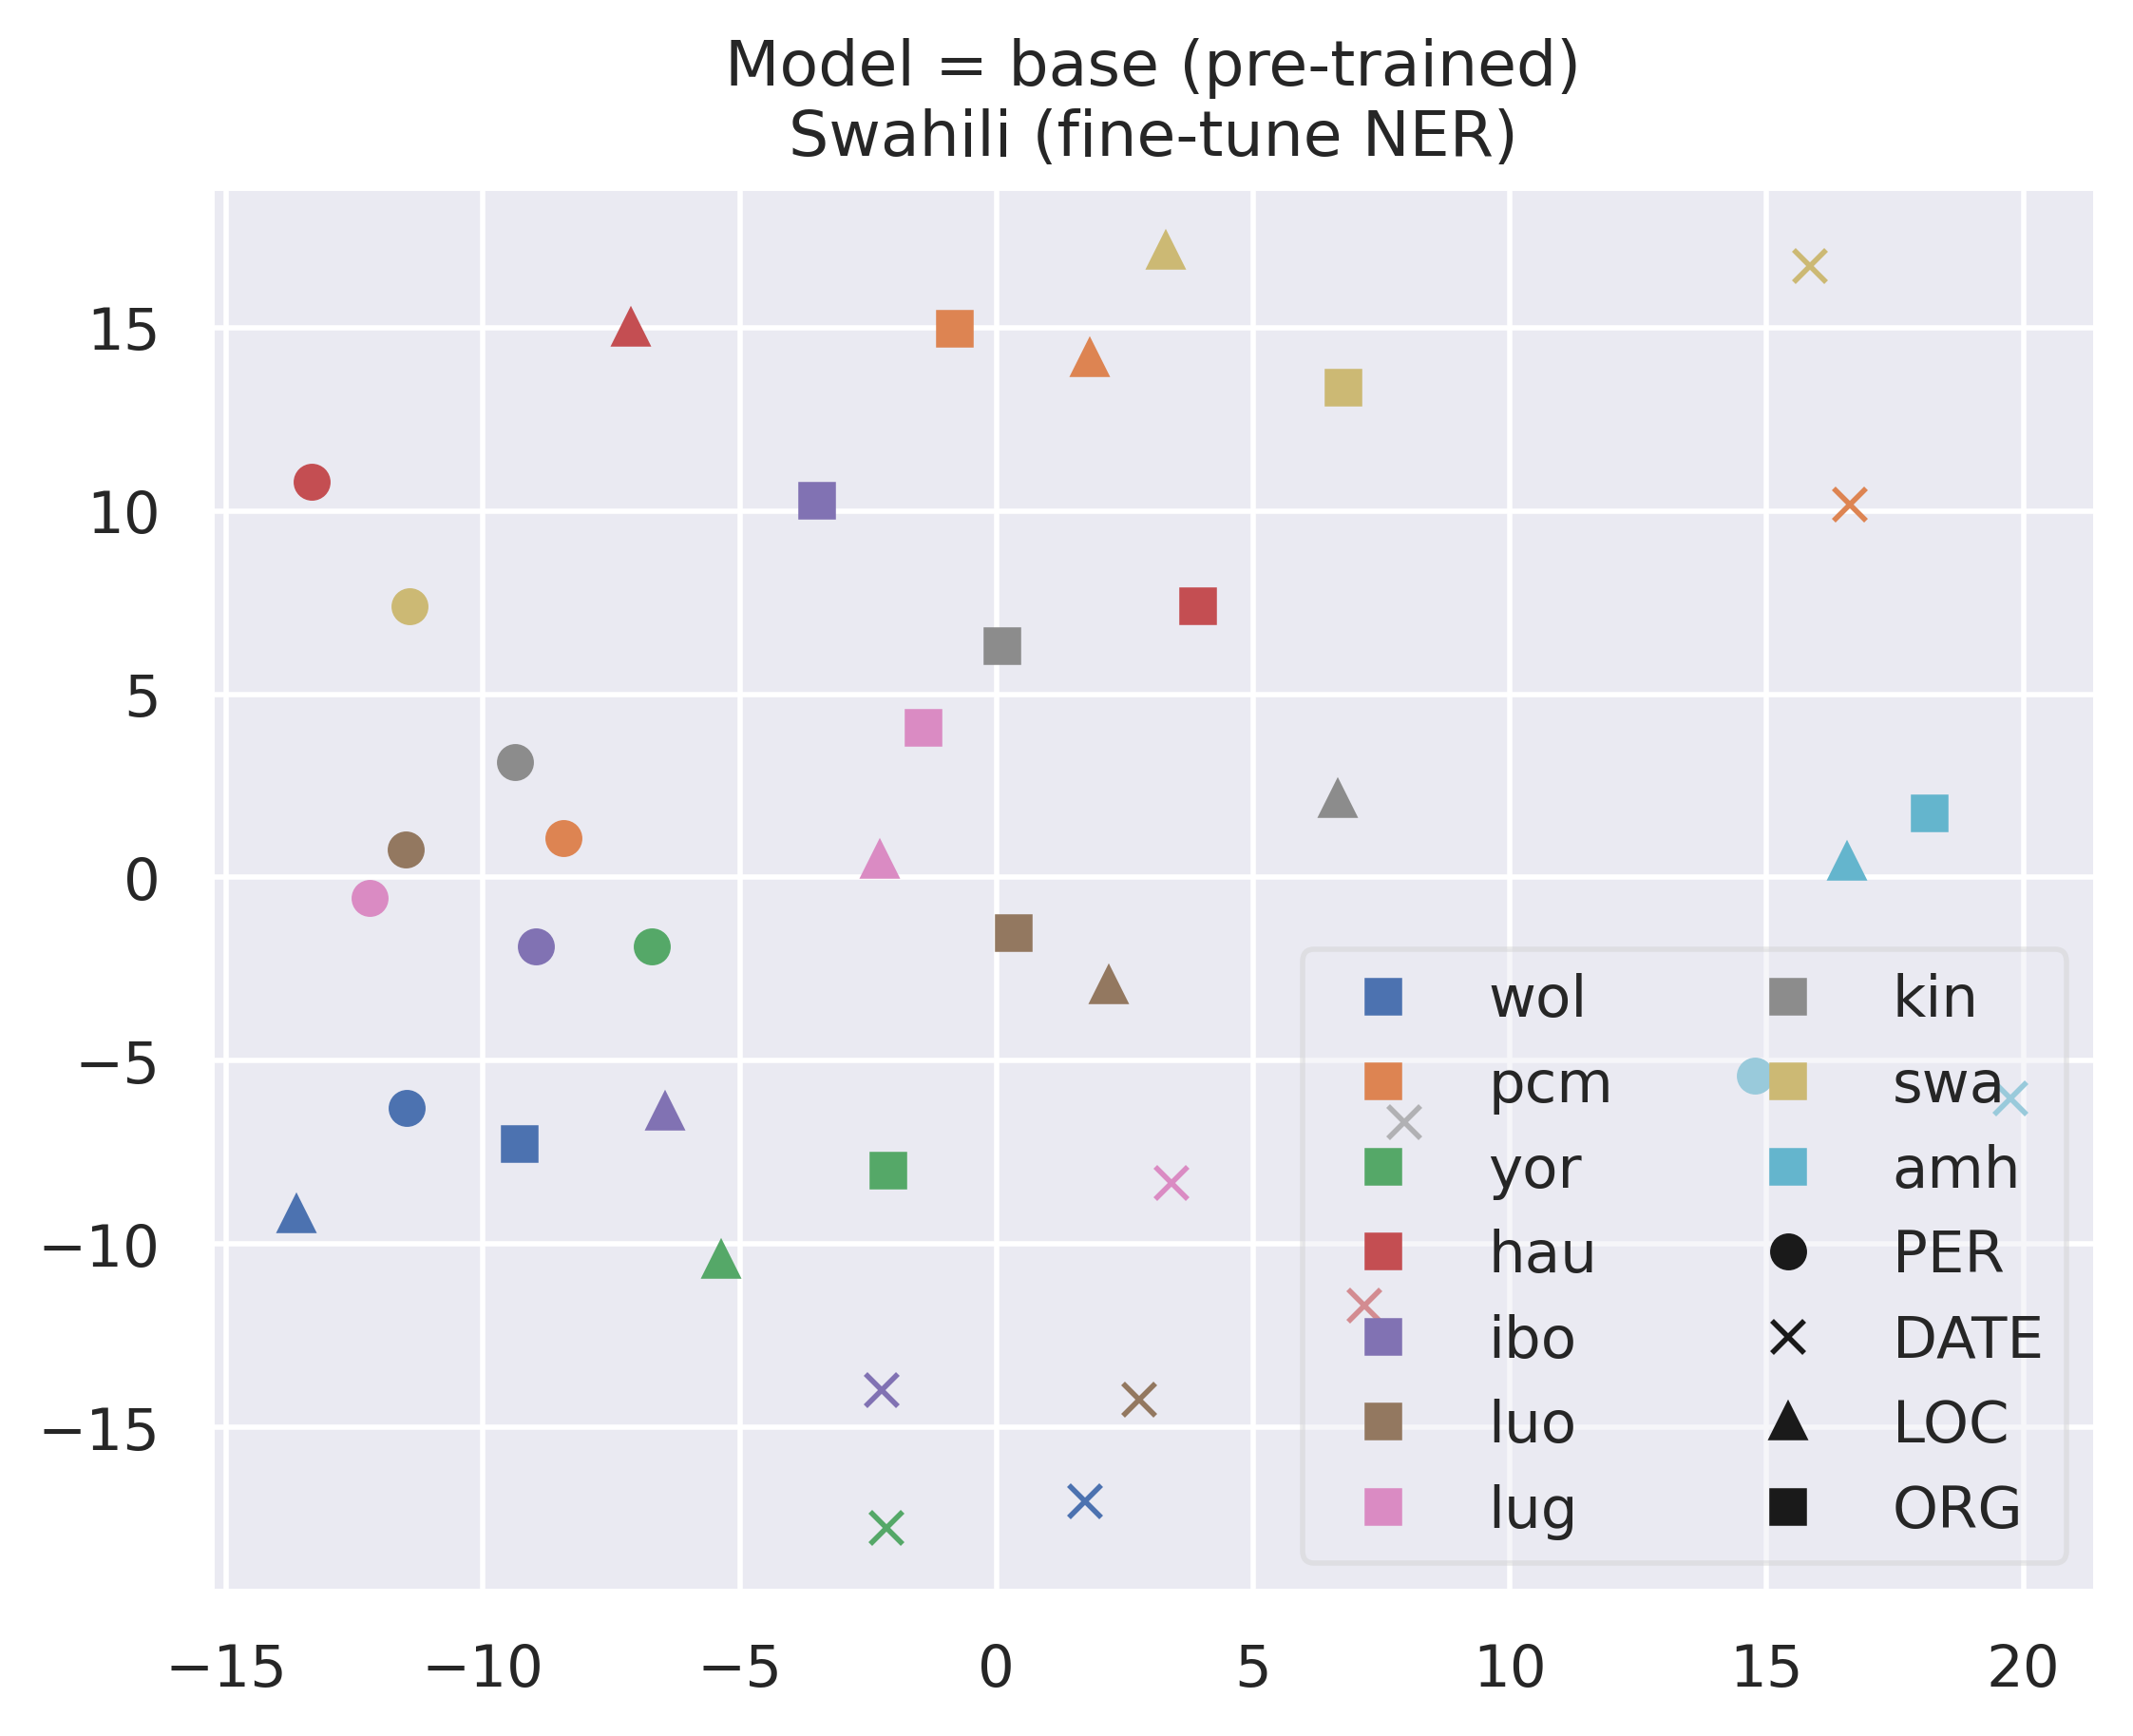 Model = base (pre-trained)
Swahili (fine-tune NER)
15
10
5
0
−5
−10
−15
wol
pcm
yor
hau
ibo
luo
lug
kin
swa
amh
PER
DATE
LOC
ORG
−15 −10 −5 0 5 10 15 20